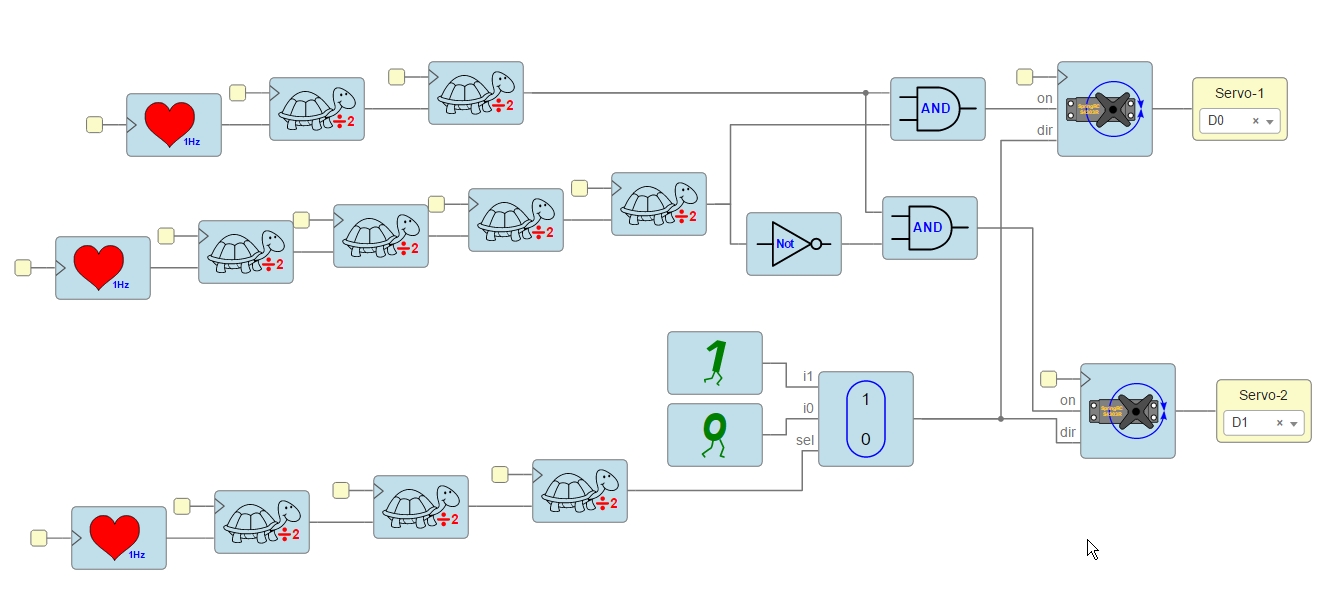 1Hz
÷2
÷2
AND
on
dir
Servo-1
D0 ×
1Hz
÷2
÷2
÷2
÷2
Not
AND
1
0
i1
i0
sel
1
0
on
dir
Servo-2
D1 ×
1Hz
÷2
÷2
÷2